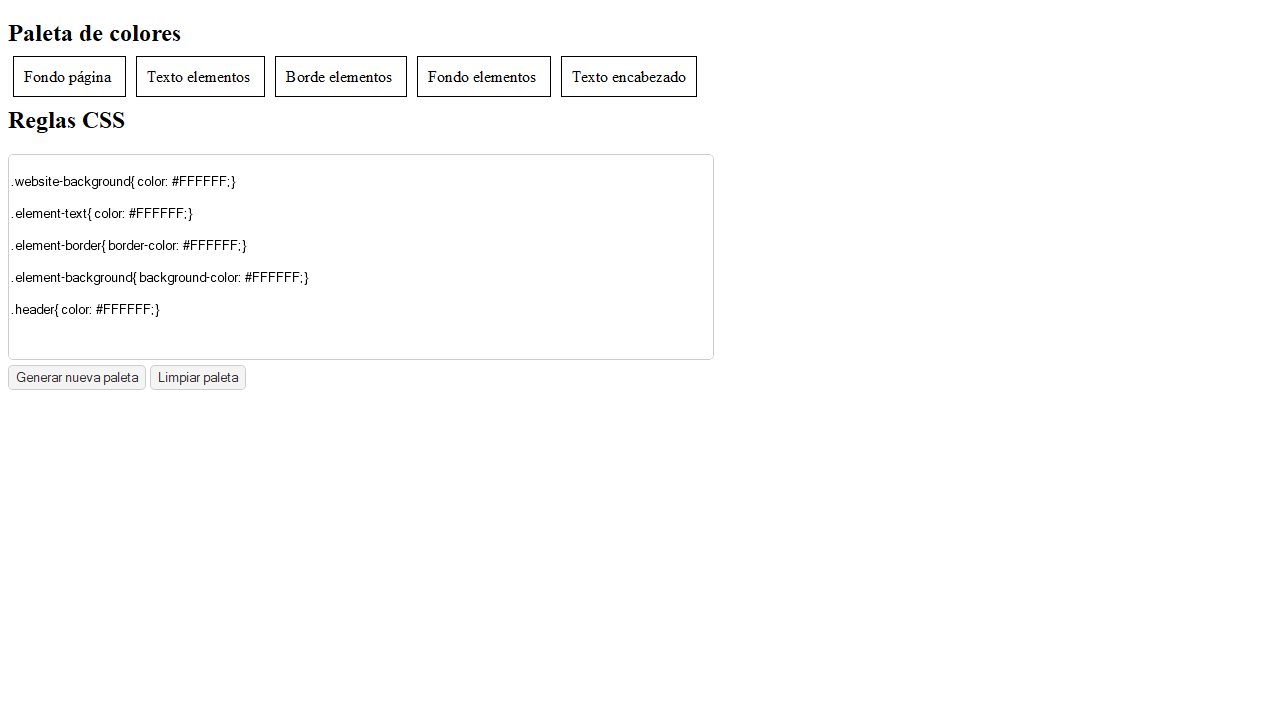 Paleta de colores
Fondo página Texto elementos Borde elementos Fondo elementos Texto encabezado
Reglas CSS
.website-background{ color: #FFFFFF;}
.element-text{ color: #FFFFFF;}
.element-border{ border-color: #FFFFFF;}
.element-background{ background-color: #FFFFFF;}
.header{ color: #FFFFFF;}
Generar nueva paleta Limpiar paleta